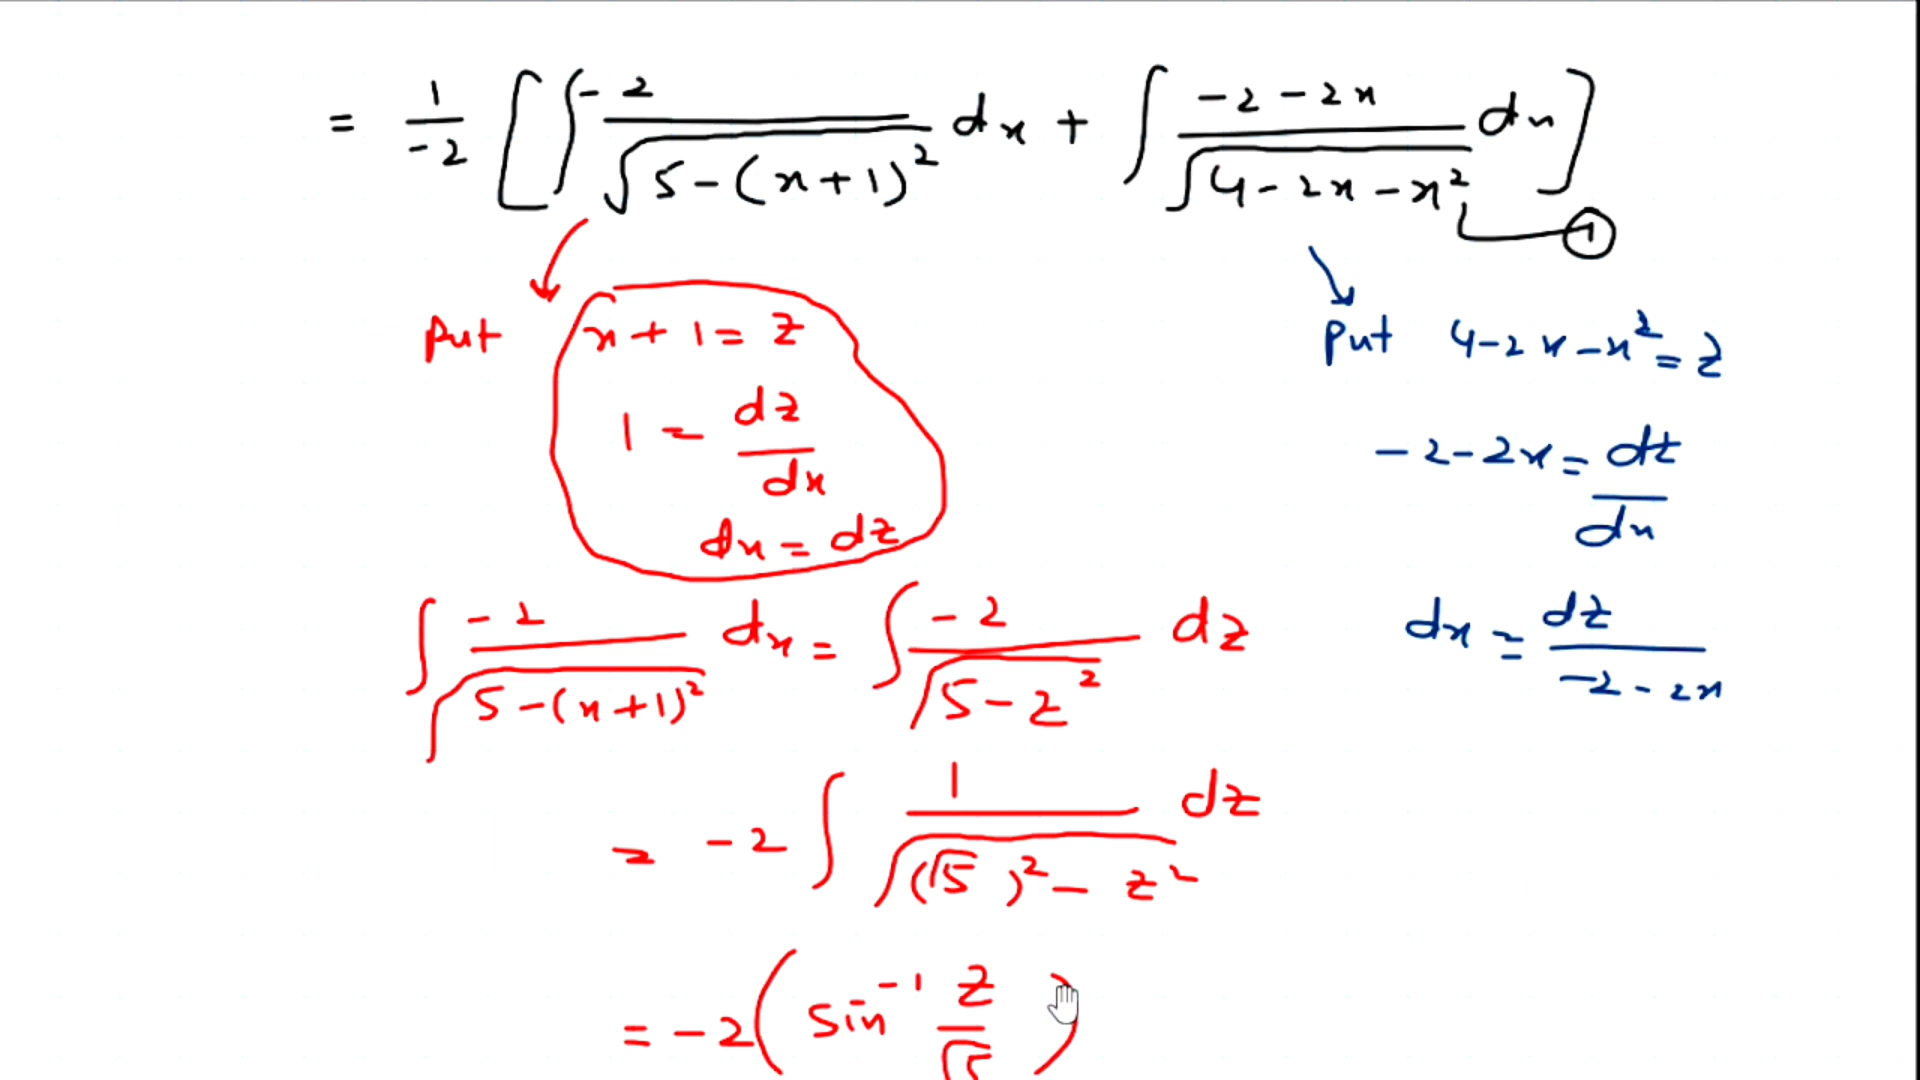 = 1/-2 [ ∫ -2/√(5-(x+1)²) dx + ∫ (-2-2x)/√(4-2x-x²) dx ] ①
Put x+1 = z
1 = dz/dx
dx = dz
Put 4-2x-x² = z
-2-2x = dz/dx
dx = dz/(-2-2x)
∫ -2/√(5-(x+1)²) dx = ∫ -2/√(5-z²) dz
= -2 ∫ 1/√((√5)²-z²) dz
= -2 ( sin⁻¹ z/√5 )